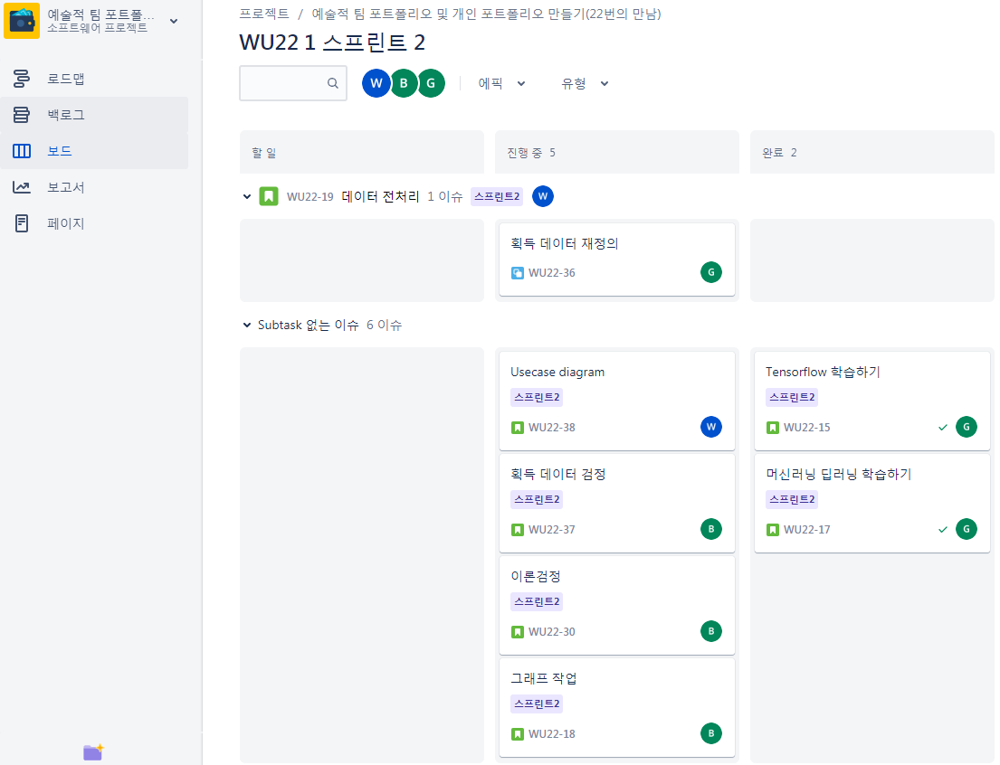 예술적 팀 포트폴...
소프트웨어 프로젝트
로드맵
백로그
보드
보고서
페이지
프로젝트 / 예술적 팀 포트폴리오 및 개인 포트폴리오 만들기(22번의 만남)
WU22 1 스프린트 2
W B G 에픽 유형
할 일
진행 중 5
완료 2
WU22-19 데이터 전처리 1 이슈 스프린트2 W
획득 데이터 재정의
WU22-36 G
Subtask 없는 이슈 6 이슈
Usecase diagram
스프린트2
WU22-38 W
획득 데이터 검정
스프린트2
WU22-37 B
이론검정
스프린트2
WU22-30 B
그래프 작업
스프린트2
WU22-18 B
Tensorflow 학습하기
스프린트2
WU22-15 G
머신러닝 딥러닝 학습하기
스프린트2
WU22-17 G